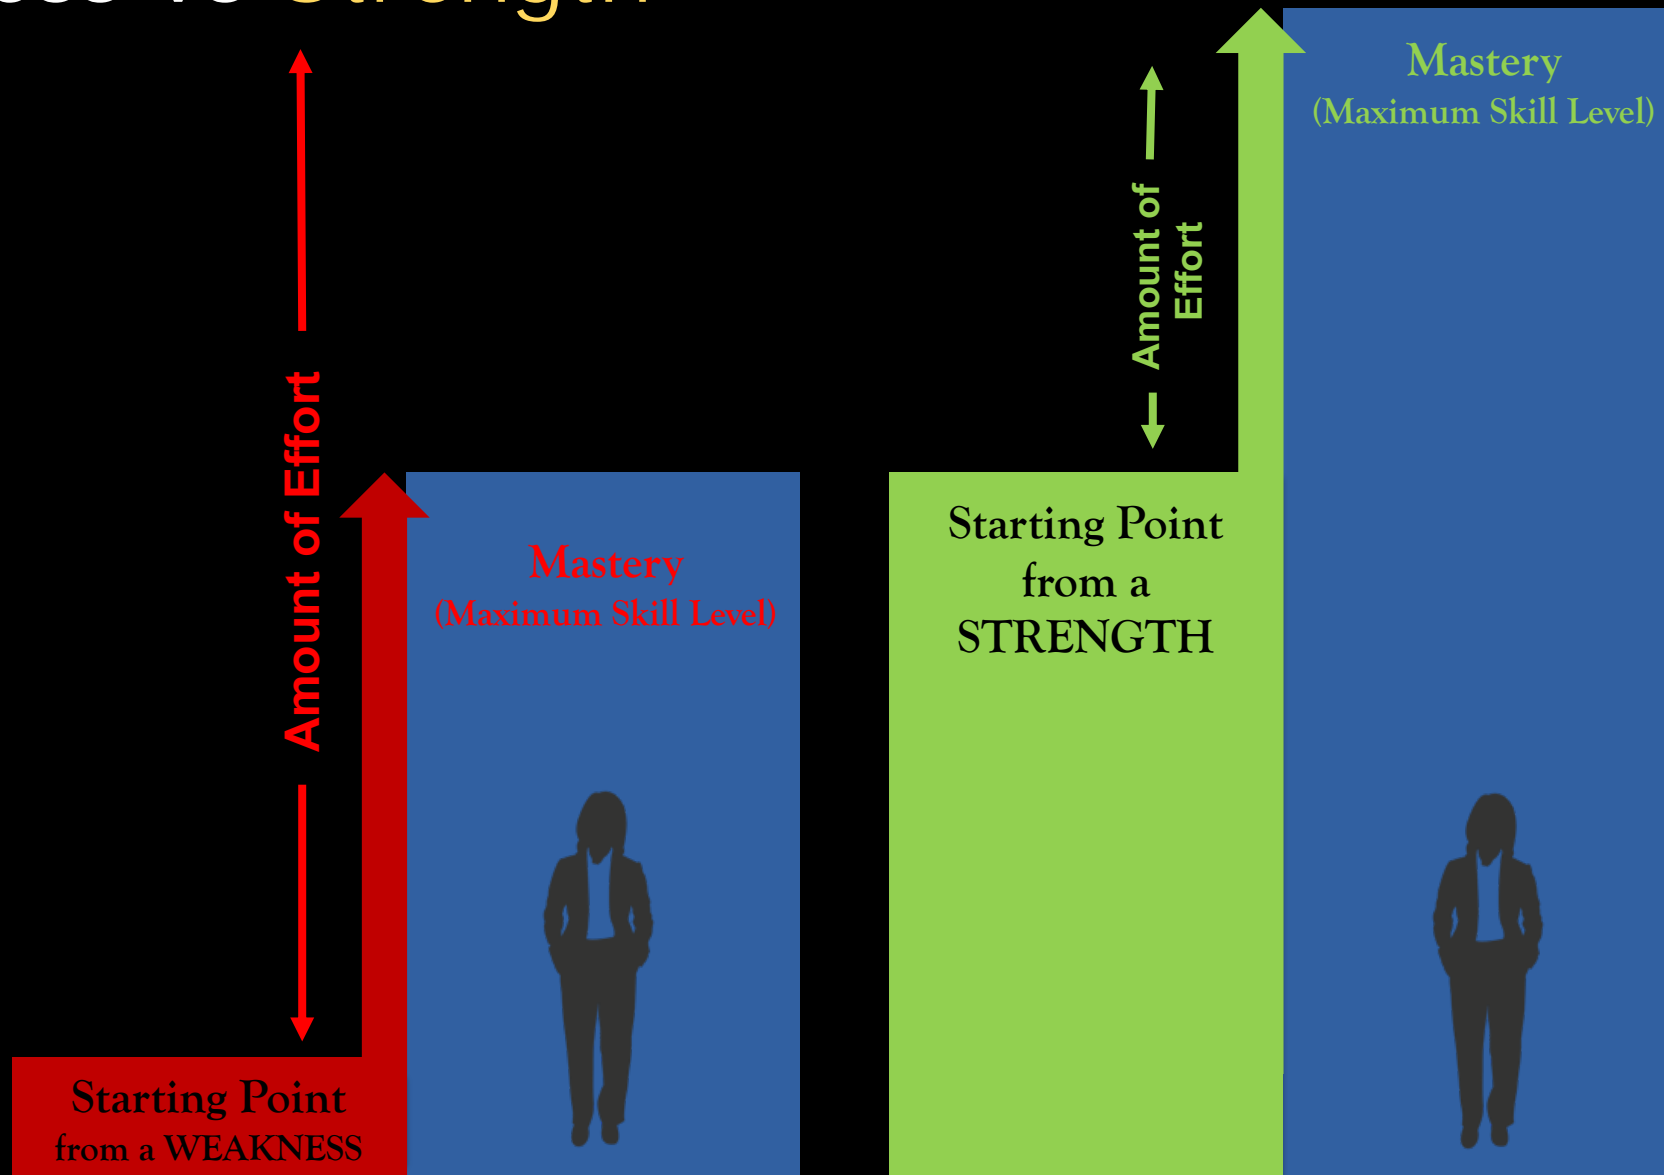 Strength
Amount of Effort
Mastery
(Maximum Skill Level)
Starting Point
from a WEAKNESS
Amount of
Effort
Mastery
(Maximum Skill Level)
Starting Point
from a
STRENGTH